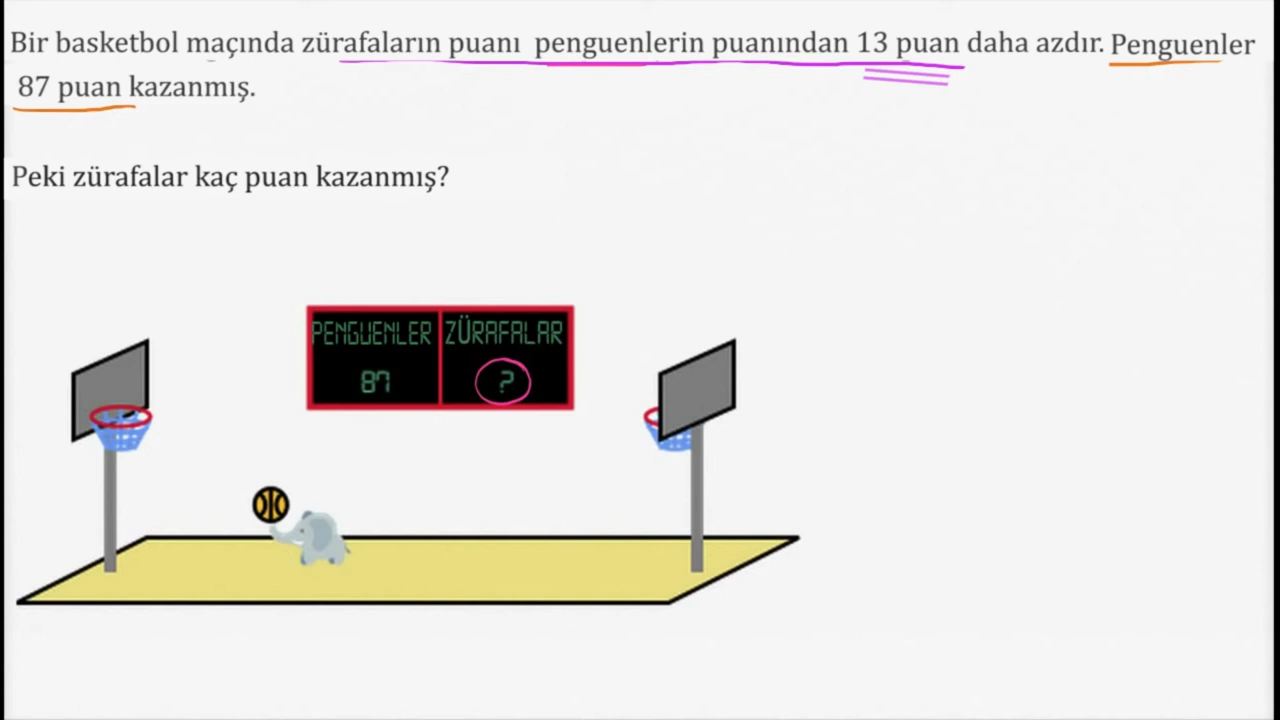 Bir basketbol maçında zürafaların puanı penguenlerin puanından 13 puan daha azdır. Penguenler
87 puan kazanmış.
Peki zürafalar kaç puan kazanmış?
PENGUENLER ZÜRAFALAR
87 ?